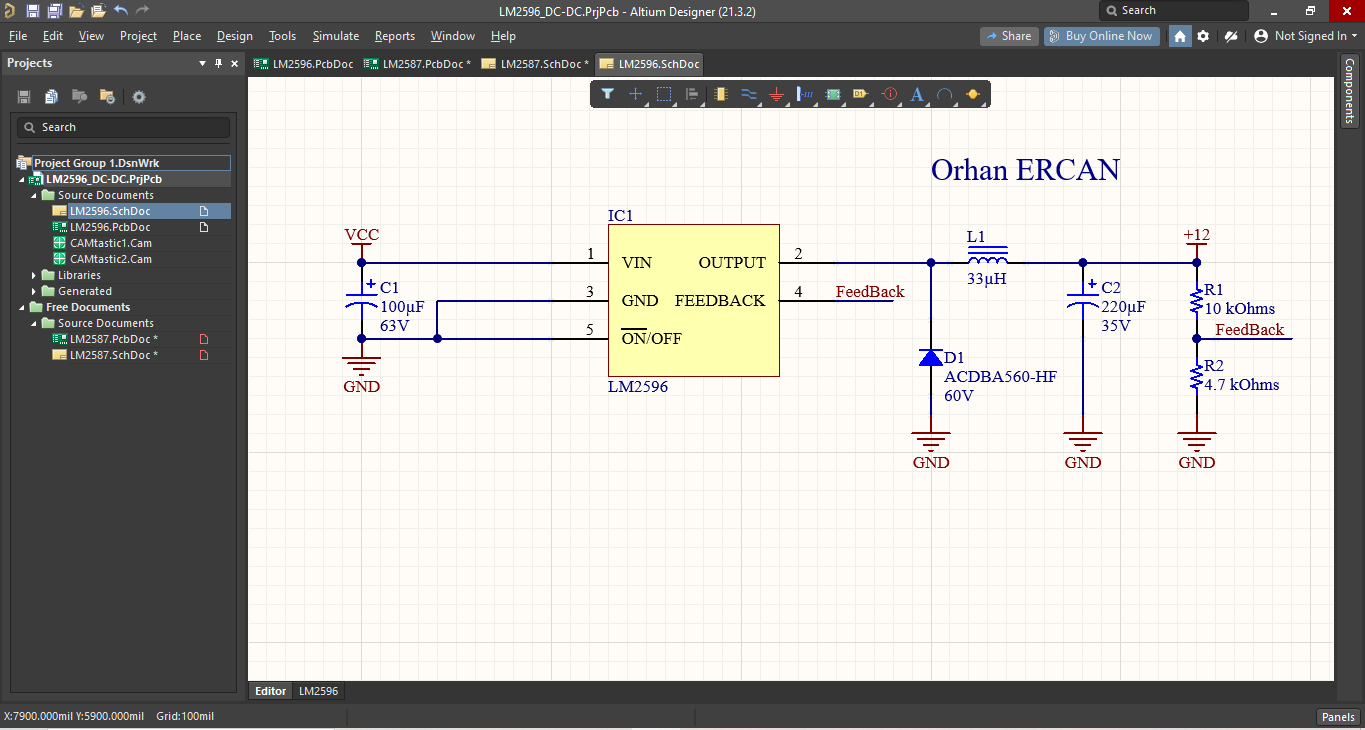 LM2596_DC-DC.PrjPcb - Altium Designer (21.3.2)
Search
File Edit View Project Place Design Tools Simulate Reports Window Help
Share
Buy Online Now
Not Signed In
Projects
LM2596.PcbDoc
LM2587.PcbDoc *
LM2587.SchDoc *
LM2596.SchDoc
Components
Search
Project Group 1.DsnWrk
LM2596_DC-DC.PrjPcb
Source Documents
LM2596.SchDoc
LM2596.PcbDoc
CAMtastic1.Cam
CAMtastic2.Cam
Libraries
Generated
Free Documents
Source Documents
LM2587.PcbDoc *
LM2587.SchDoc *
D1
A
Orhan ERCAN
VCC
C1
100µF
63V
GND
IC1
1
3
5
VIN
GND
ON/OFF
OUTPUT
FEEDBACK
2
4
LM2596
FeedBack
L1
33µH
D1
ACDBA560-HF
60V
GND
C2
220µF
35V
GND
+12
R1
10 kOhms
FeedBack
R2
4.7 kOhms
GND
Editor
LM2596
X:7900.000mil Y:5900.000mil Grid:100mil
Panels